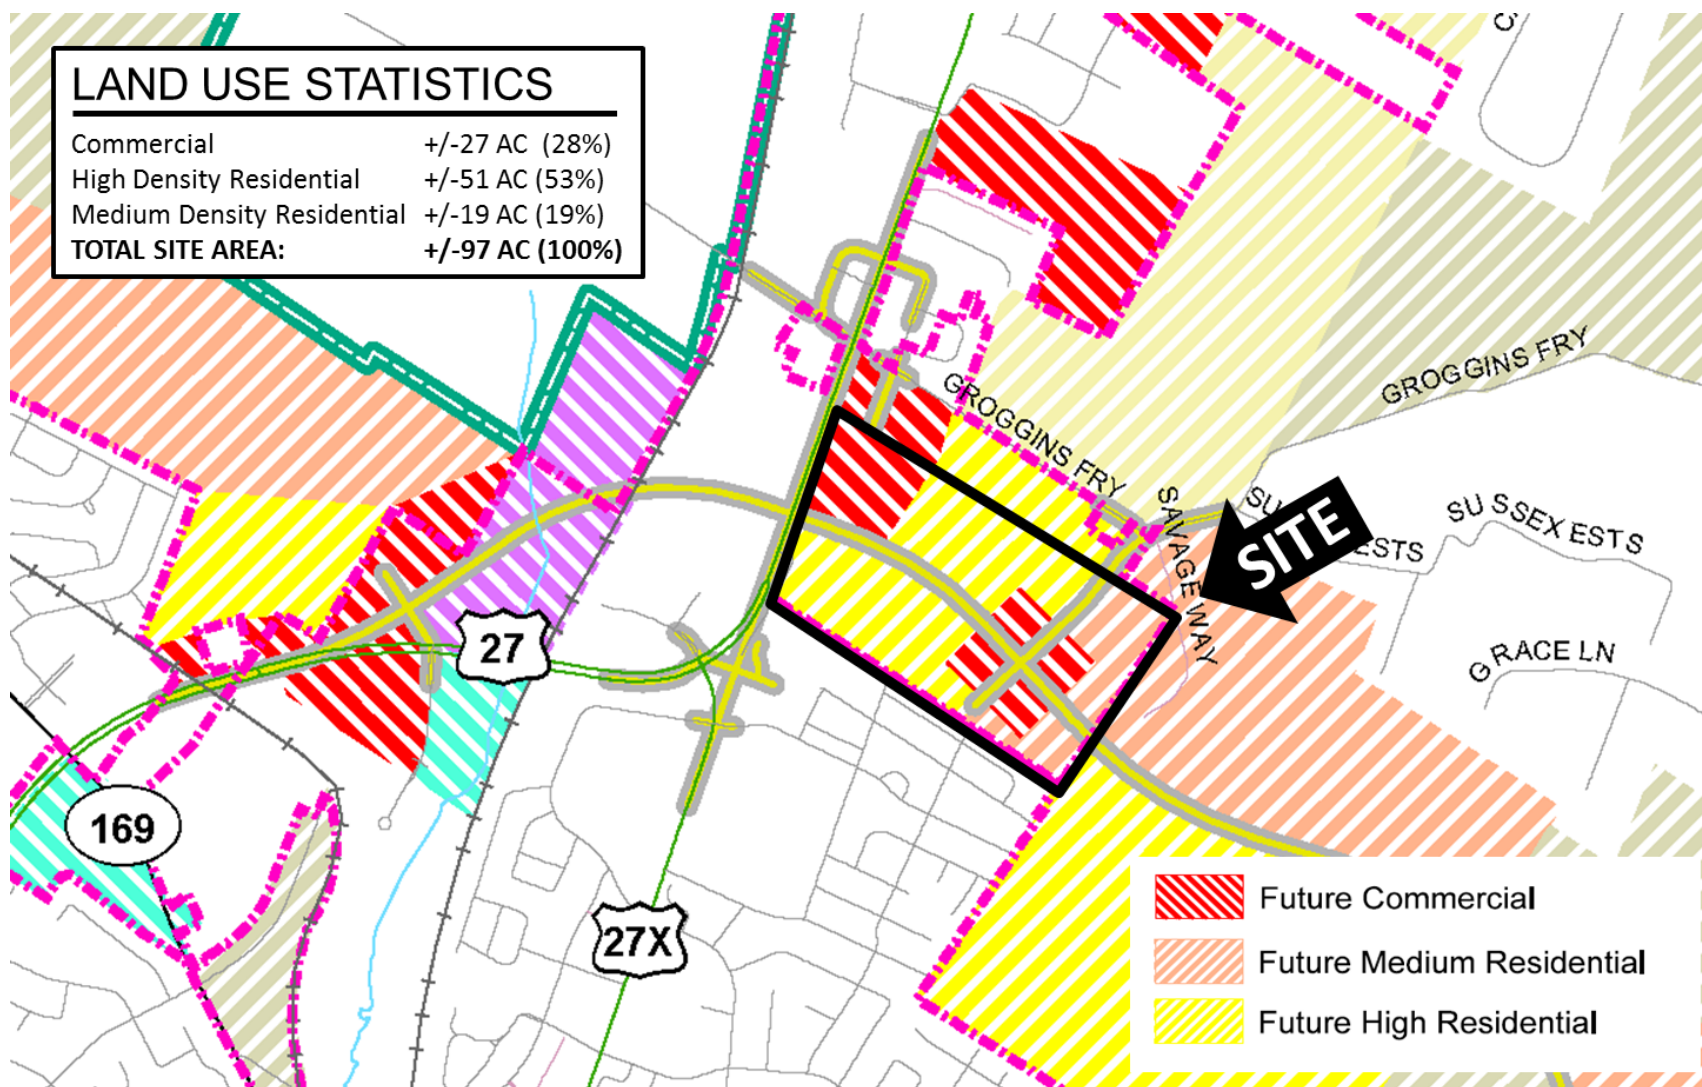 LAND USE STATISTICS
Commercial +/-27 AC (28%)
High Density Residential +/-51 AC (53%)
Medium Density Residential +/-19 AC (19%)
TOTAL SITE AREA: +/-97 AC (100%)
GROGGINS FRY
GROGGINS FRY
SAVAGE WAY
SU
ESTS
SUSSEX ESTS
SITE
GRACE LN
27
169
27X
Future Commercial
Future Medium Residential
Future High Residential